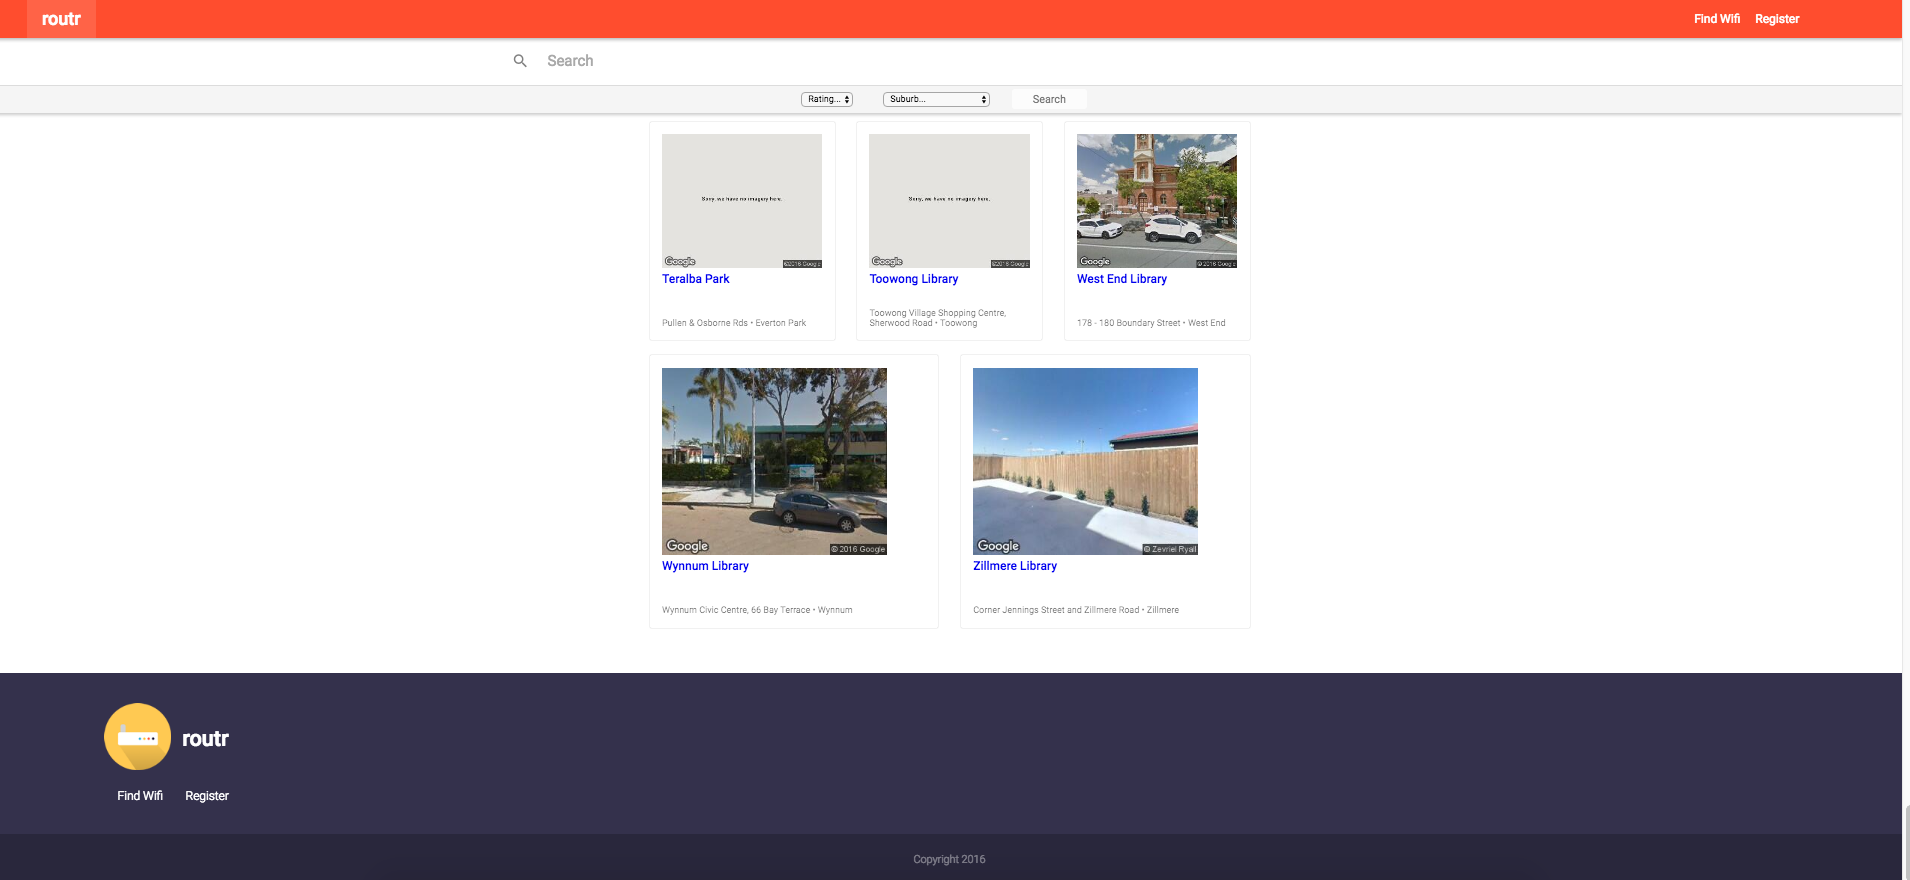 routr
Find Wifi
Register
Search
Rating...
Suburb...
Search
Sorry, we have no imagery here.
Google
©2016 Google
Teralba Park
Pullen & Osborne Rds • Everton Park
Sorry, we have no imagery here.
Google
©2016 Google
Toowong Library
Toowong Village Shopping Centre,
Sherwood Road • Toowong
Google
© 2016 Google
West End Library
178 - 180 Boundary Street • West End
Google
© 2016 Google
Wynnum Library
Wynnum Civic Centre, 66 Bay Terrace • Wynnum
Google
© Zevriel Ryall
Zillmere Library
Corner Jennings Street and Zillmere Road • Zillmere
routr
Find Wifi
Register
Copyright 2016